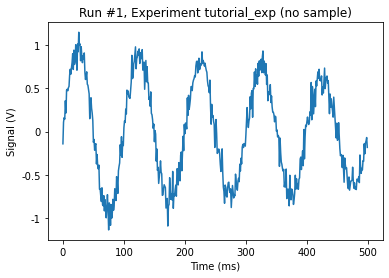 Run #1, Experiment tutorial_exp (no sample)
Signal (V)
1
0.5
0
-0.5
-1
0 100 200 300 400 500
Time (ms)